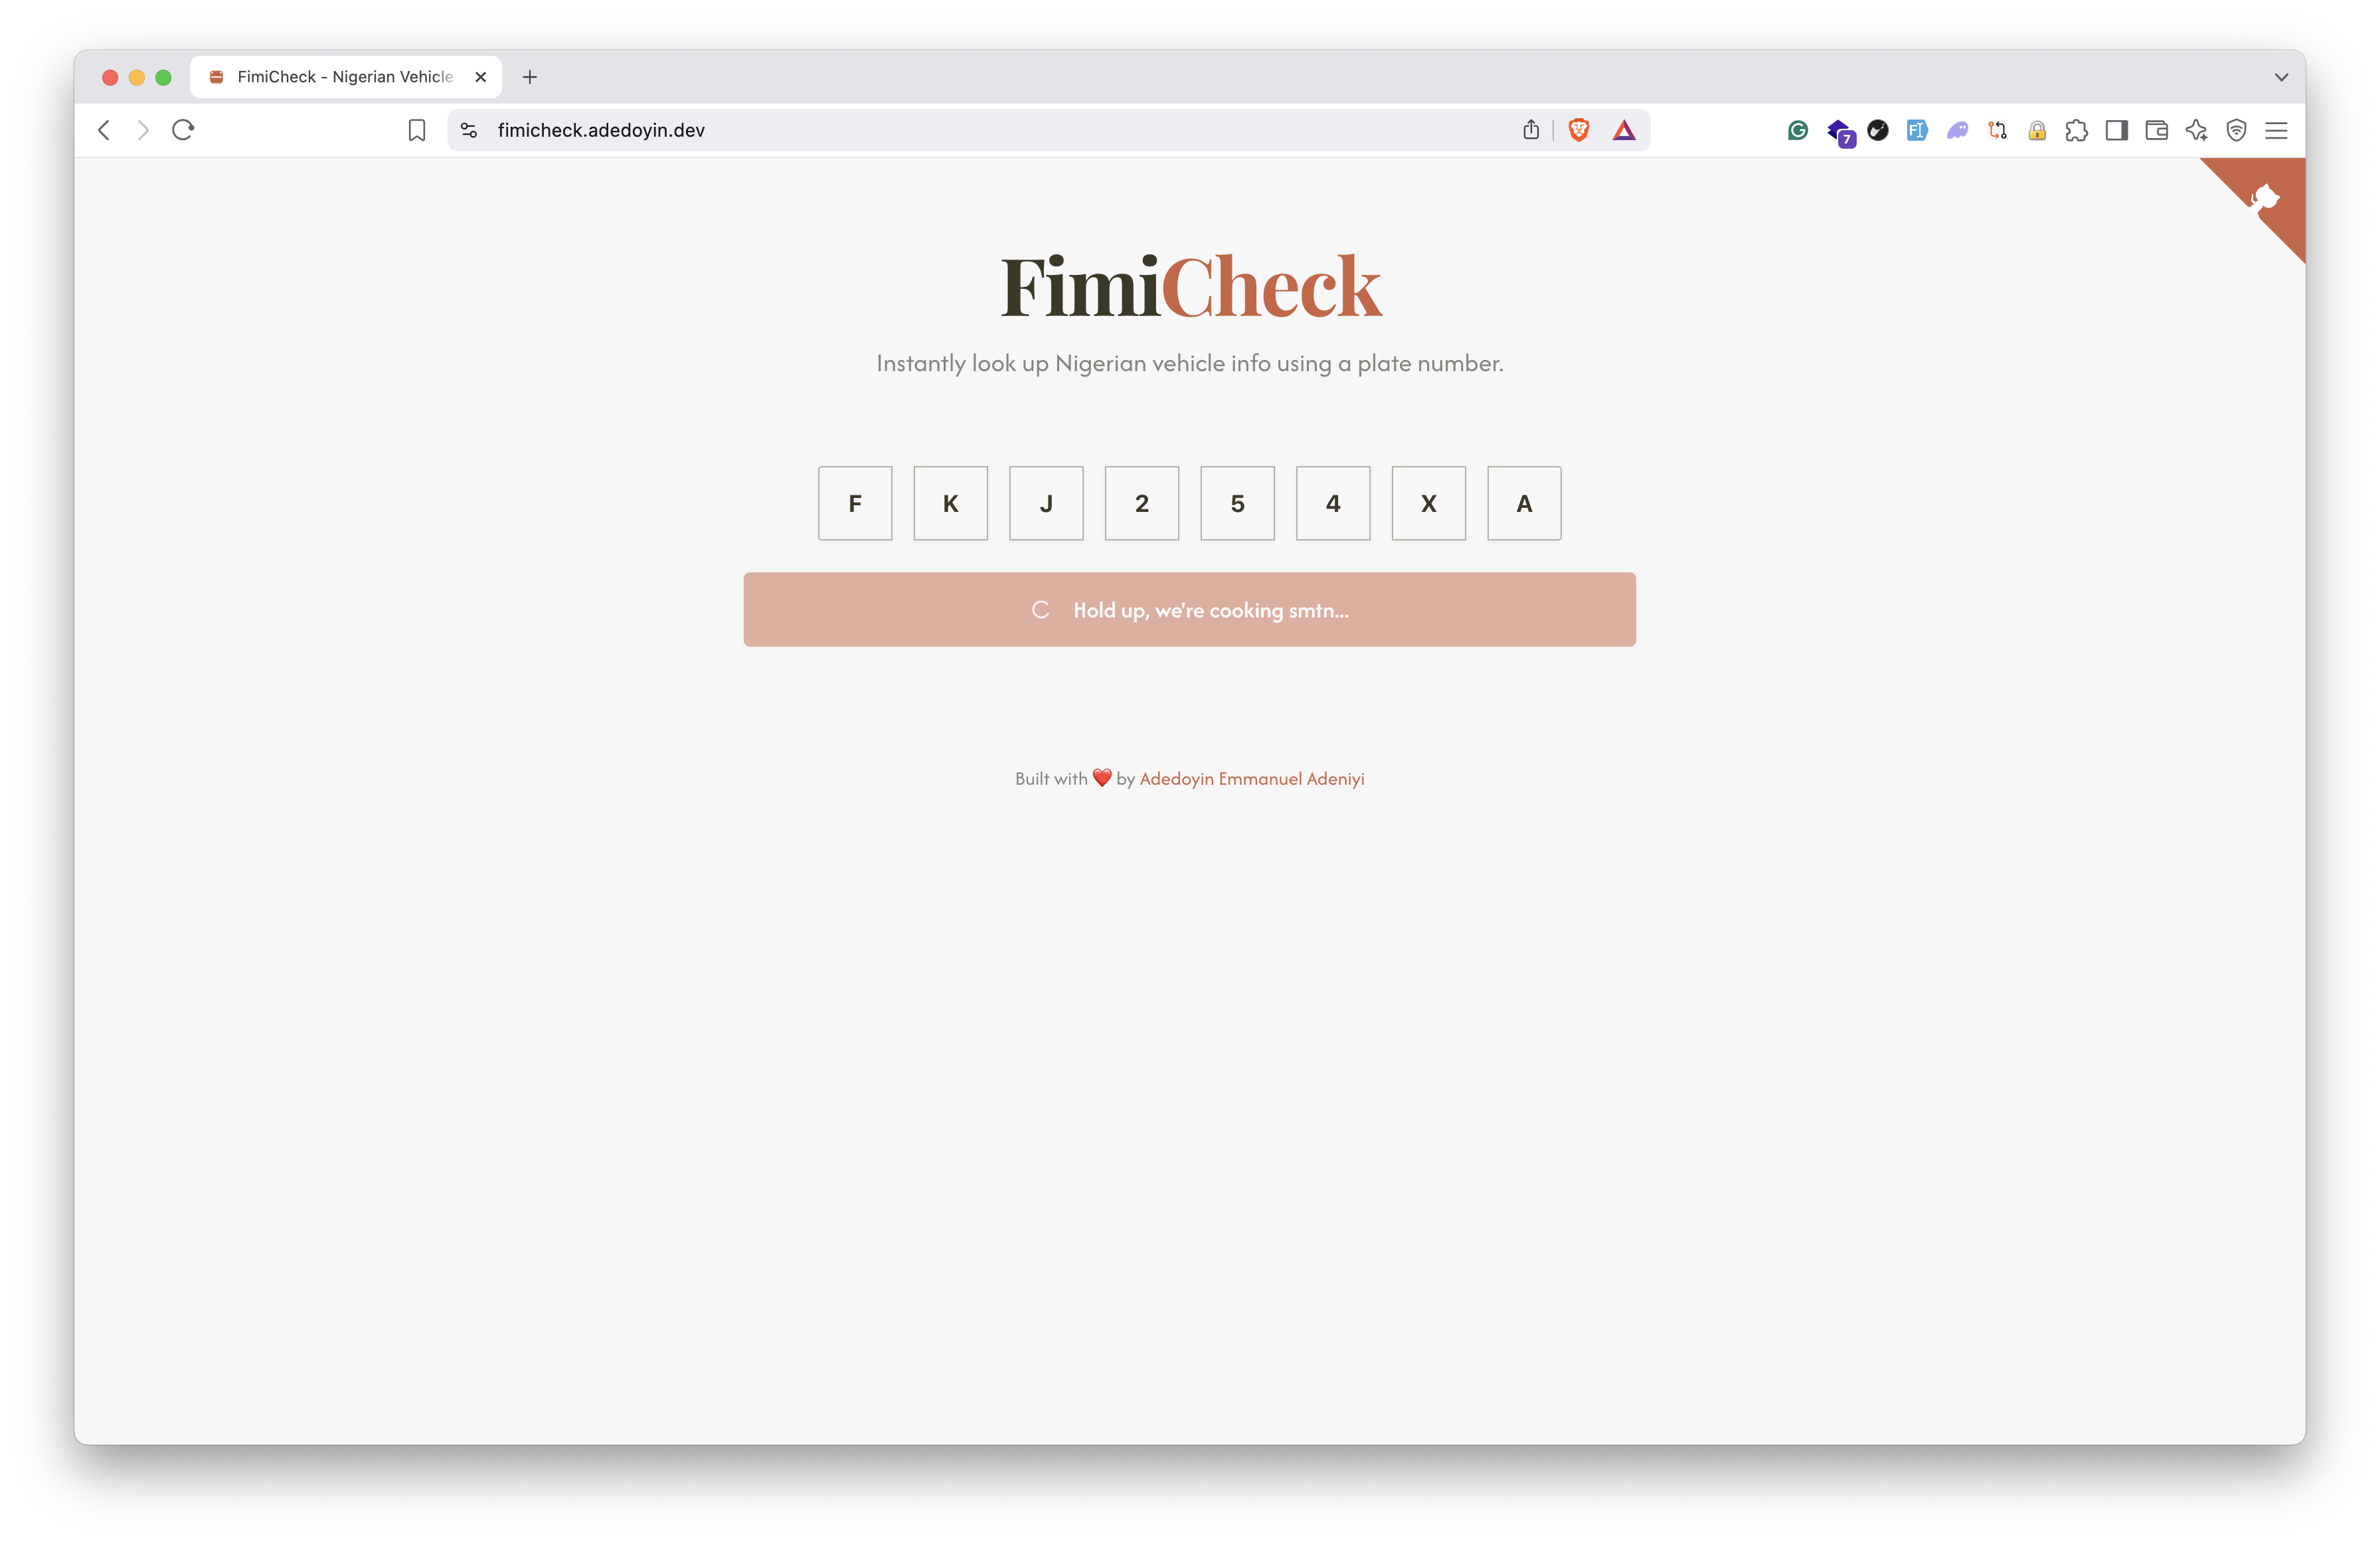 FimiCheck - Nigerian Vehicle
fimicheck.adedoyin.dev
7
FimiCheck
Instantly look up Nigerian vehicle info using a plate number.
F K J 2 5 4 X A
Hold up, we're cooking smtn...
Built with ❤️ by Adedoyin Emmanuel Adeniyi